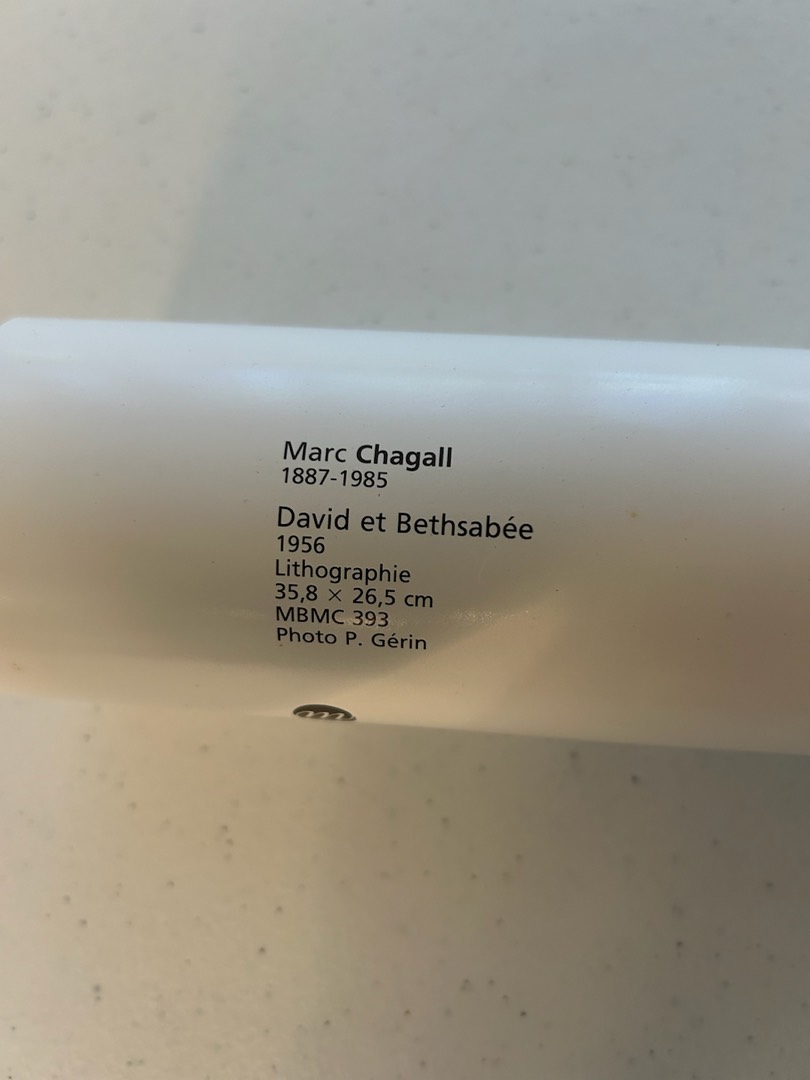 Marc Chagall
1887-1985
David et Bethsabée
1956
Lithographie
35,8 × 26,5 cm
MBMC 393
Photo P. Gérin